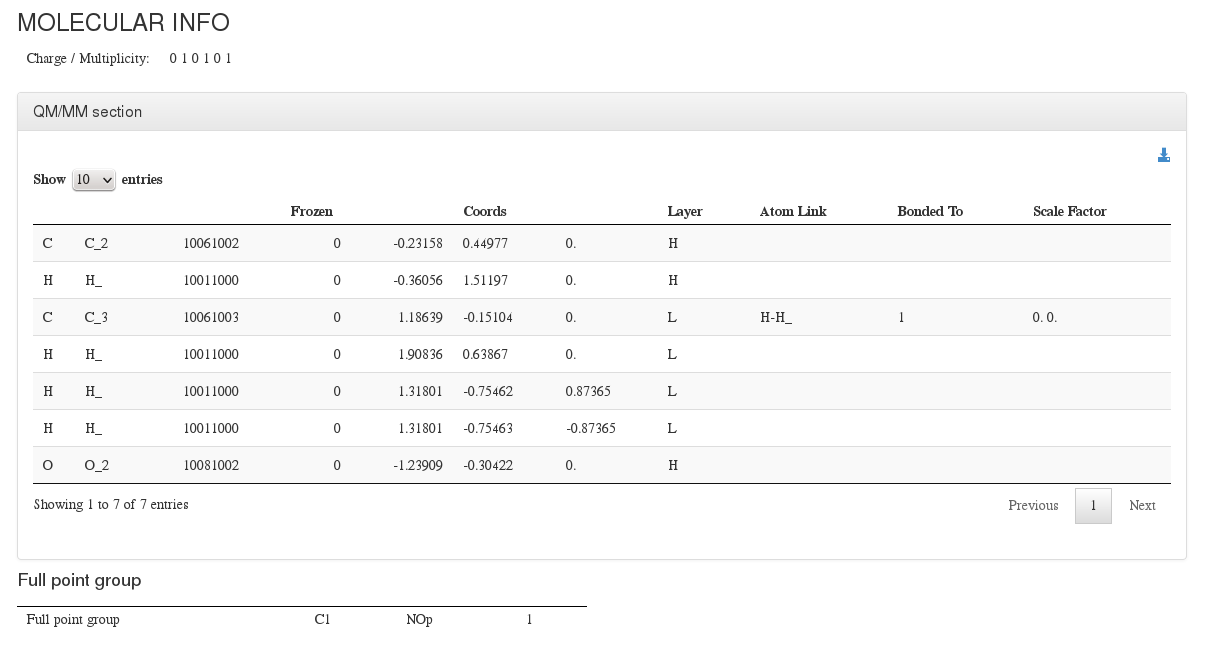 MOLECULAR INFO
Charge / Multiplicity: 0 1 0 1 0 1
QM/MM section
Show 10 entries
Frozen Coords Layer Atom Link Bonded To Scale Factor
C C_2 10061002 0 -0.23158 0.44977 0. H
H H_ 10011000 0 -0.36056 1.51197 0. H
C C_3 10061003 0 1.18639 -0.15104 0. L H-H_ 1 0. 0.
H H_ 10011000 0 1.90836 0.63867 0. L
H H_ 10011000 0 1.31801 -0.75462 0.87365 L
H H_ 10011000 0 1.31801 -0.75463 -0.87365 L
O O_2 10081002 0 -1.23909 -0.30422 0. H
Showing 1 to 7 of 7 entries Previous 1 Next
Full point group
Full point group C1 NOp 1